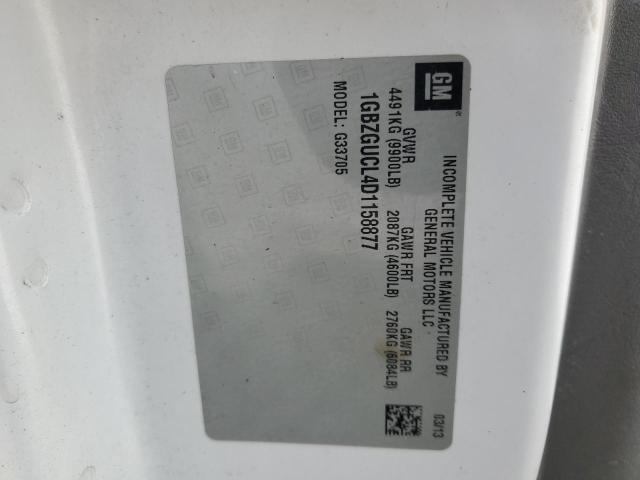 GM
INCOMPLETE VEHICLE MANUFACTURED BY
GENERAL MOTORS LLC
03/13
GVWR GAWR FRT GAWR RR
4491KG (9900LB) 2087KG (4600LB) 2760KG (6084LB)
1GBZGUCL4D1158877
MODEL: G33705